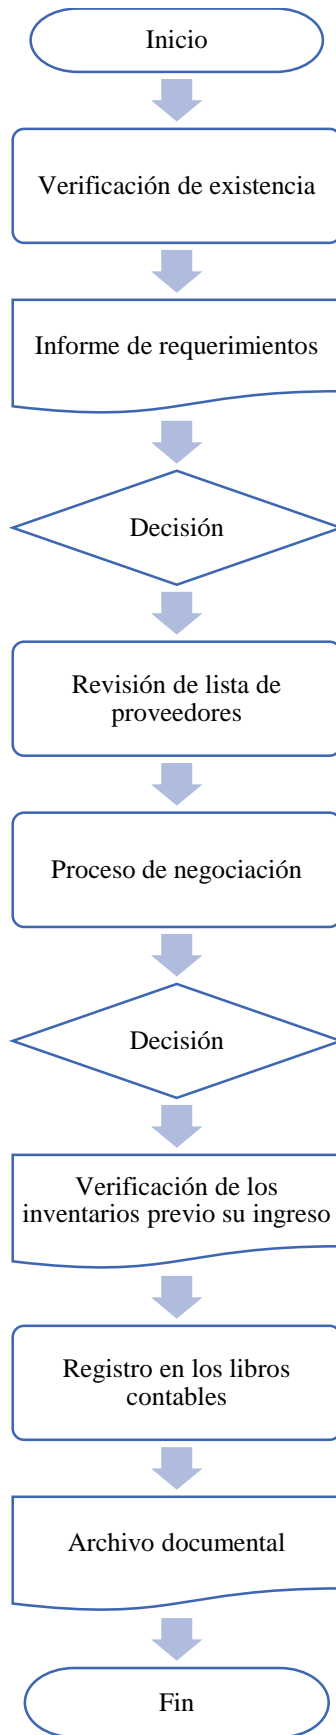 Inicio
Verificación de existencia
Informe de requerimientos
Decisión
Revisión de lista de
proveedores
Proceso de negociación
Decisión
Verificación de los
inventarios previo su ingreso
Registro en los libros
contables
Archivo documental
Fin